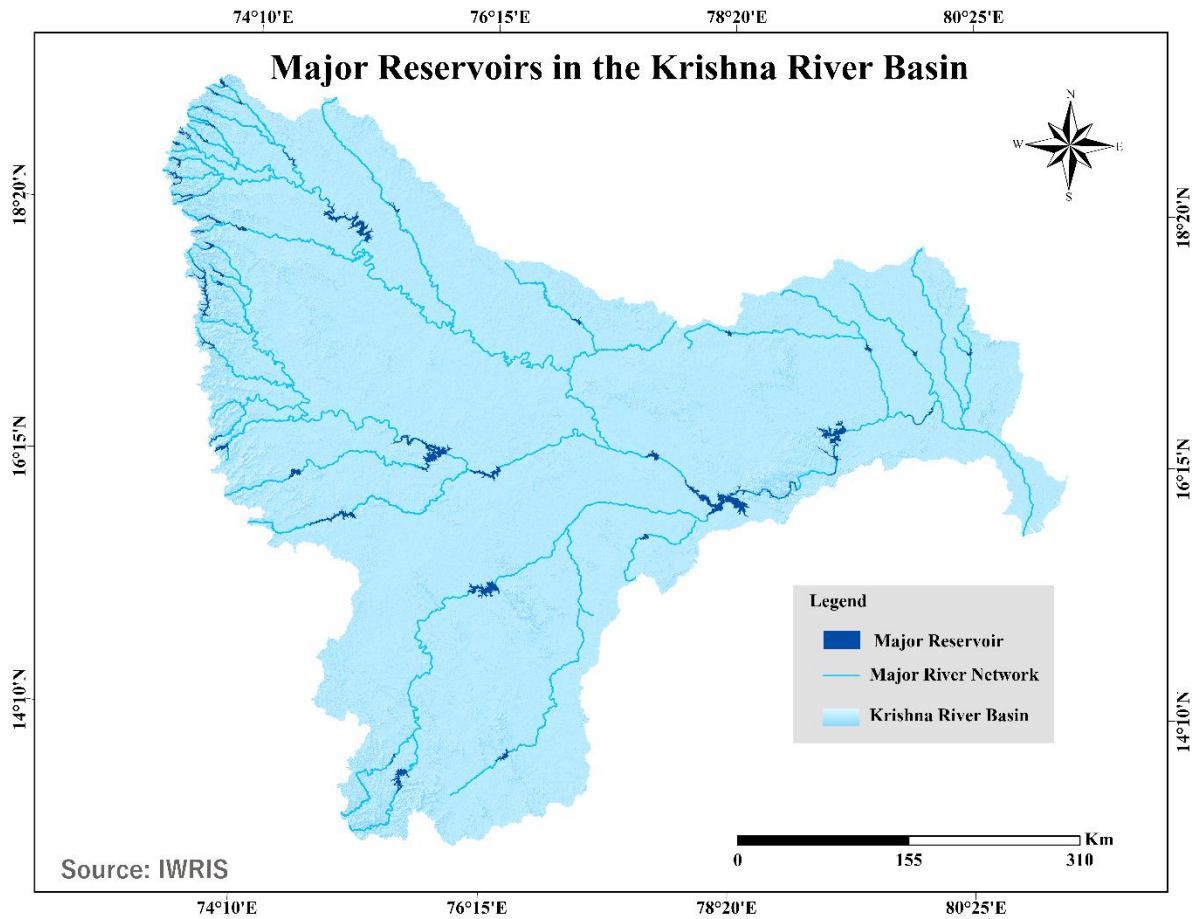 74°10'E 76°15'E 78°20'E 80°25'E
Major Reservoirs in the Krishna River Basin
N
W E
S
18°20'N 18°20'N
16°15'N 16°15'N
Legend
Major Reservoir
Major River Network
Krishna River Basin
14°10'N 14°10'N
Km
0 155 310
Source: IWRIS
74°10'E 76°15'E 78°20'E 80°25'E